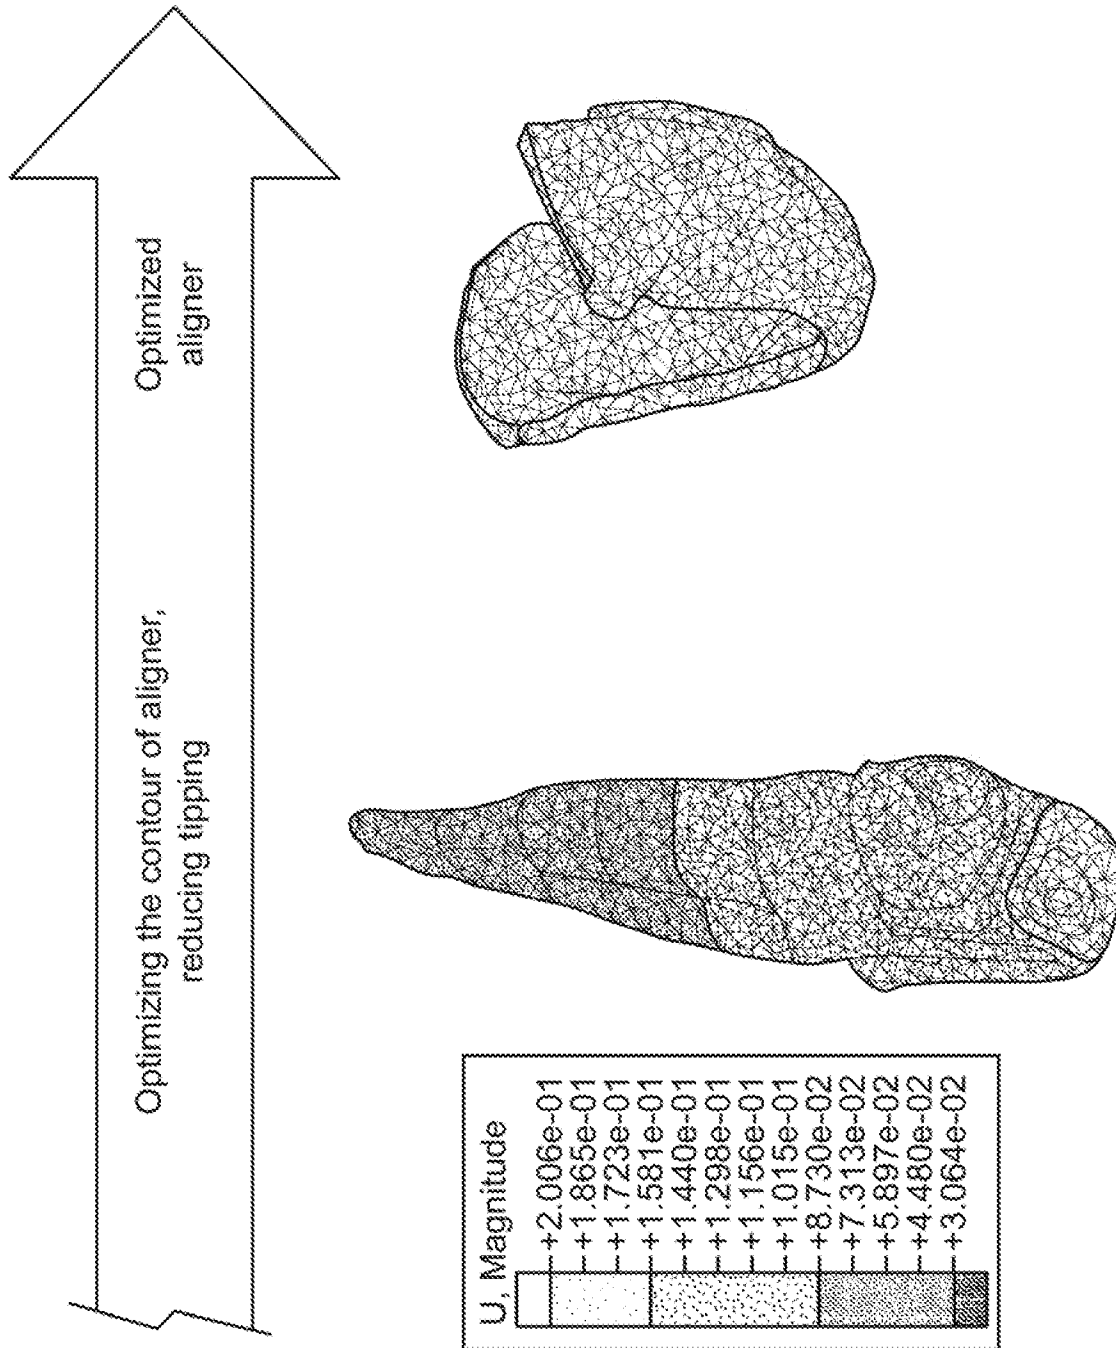 Optimizing the contour of aligner,
reducing tipping
Optimized
aligner
U, Magnitude
+2.006e-01
+1.865e-01
+1.723e-01
+1.581e-01
+1.440e-01
+1.298e-01
+1.156e-01
+1.015e-01
+8.730e-02
+7.313e-02
+5.897e-02
+4.480e-02
+3.064e-02